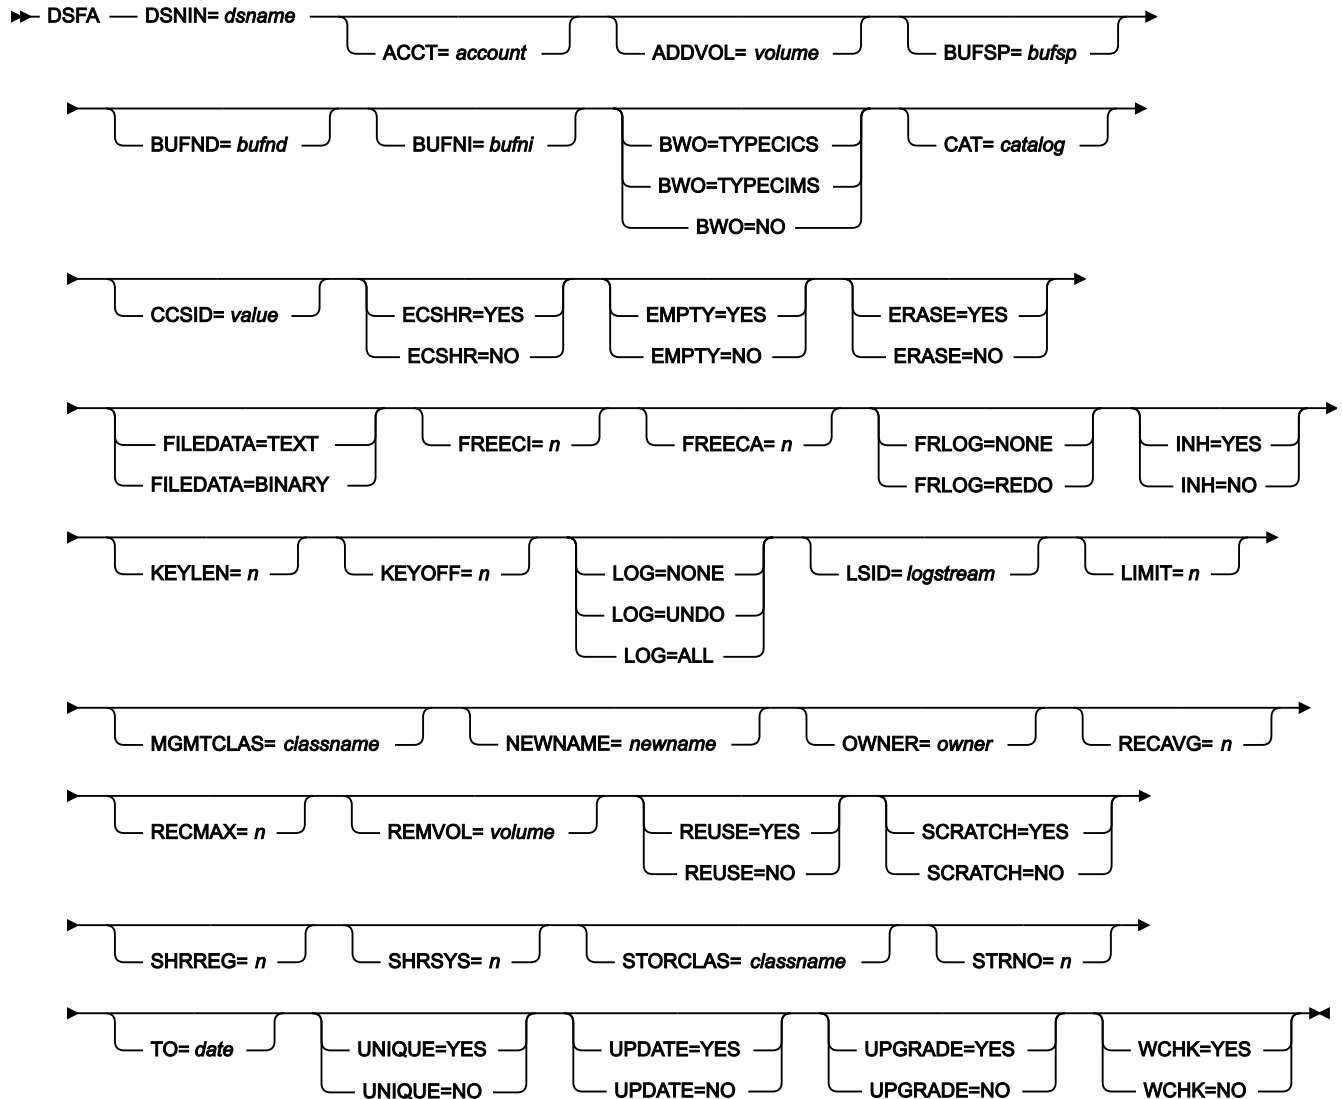 DSFA DSNIN= dsname
ACCT= account ADDVOL= volume BUFSP= bufsp
BUFND= bufnd BUFNI= bufni BWO=TYPECICS CAT= catalog
BWO=TYPECIMS
BWO=NO
CCSID= value ECSHR=YES EMPTY=YES ERASE=YES
ECSHR=NO EMPTY=NO ERASE=NO
FILEDATA=TEXT FREECI= n FREECA= n FRLOG=NONE INH=YES
FILEDATA=BINARY FRLOG=REDO INH=NO
KEYLEN= n KEYOFF= n LOG=NONE LSID= logstream LIMIT= n
LOG=UNDO
LOG=ALL
MGMTCLAS= classname NEWNAME= newname OWNER= owner RECAVG= n
RECMAX= n REMVOL= volume REUSE=YES SCRATCH=YES
REUSE=NO SCRATCH=NO
SHRREG= n SHRSYS= n STORCLAS= classname STRNO= n
TO= date UNIQUE=YES UPDATE=YES UPGRADE=YES WCHK=YES
UNIQUE=NO UPDATE=NO UPGRADE=NO WCHK=NO